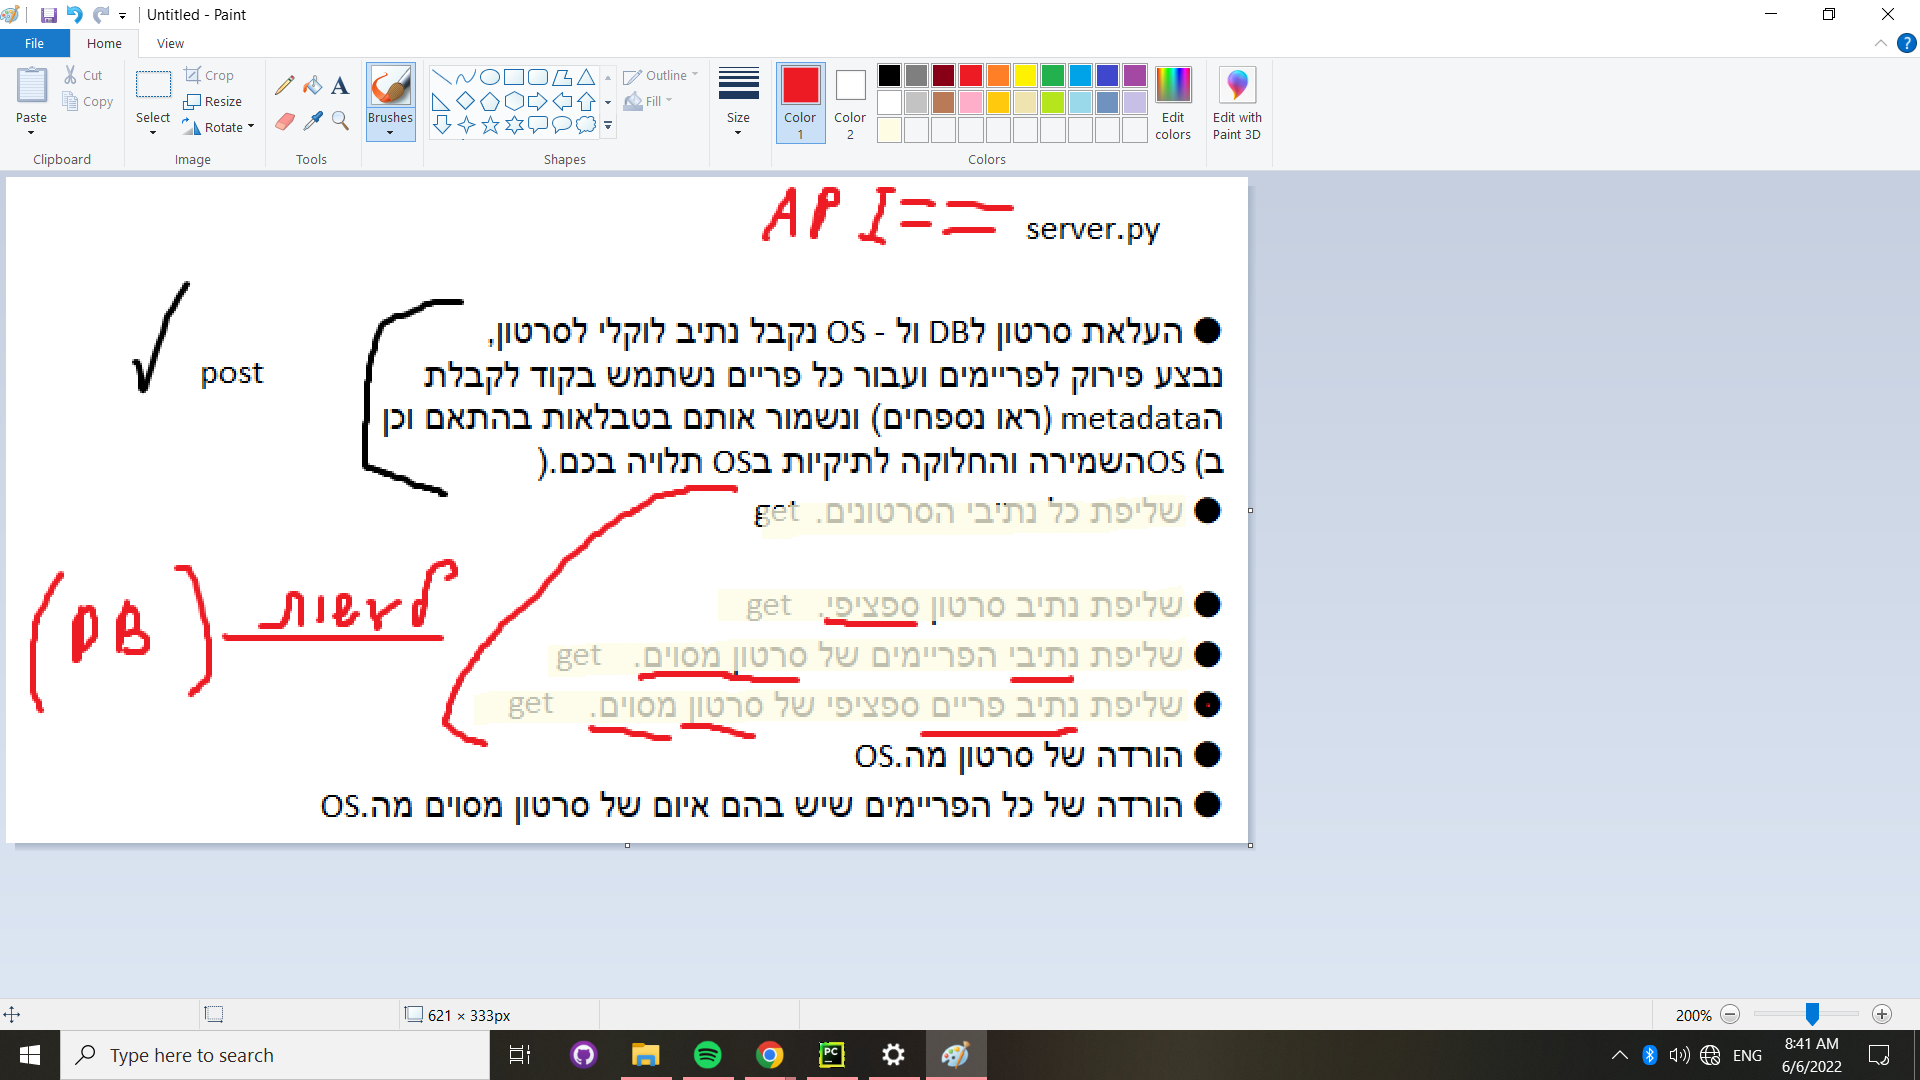 Untitled - Paint
File Home View
Paste
Cut
Copy
Clipboard
Select
Crop
Resize
Rotate
Image
Tools
Brushes
Outline
Fill
Shapes
Size
Color 1
Color 2
Edit colors
Colors
Edit with Paint 3D
API== server.py
● העלאת סרטון לDB ול - OS נקבל נתיב לוקלי לסרטון,
נבצע פירוק לפריימים ועבור כל פריים נשתמש בקוד לקבלת
הmetadata (ראו נספחים) ונשמור אותם בטבלאות בהתאם וכן
ב) OSהשמירה והחלוקה לתיקיות בOS תלויה בכם.(
post
● שליפת כל נתיבי הסרטונים. get
● שליפת נתיב סרטון ספציפי. get
● שליפת נתיבי הפריימים של סרטון מסוים. get
● שליפת נתיב פריים ספציפי של סרטון מסוים. get
(DB)
● הורדה של סרטון מה.OS
● הורדה של כל הפריימים שיש בהם איום של סרטון מסוים מה.OS
621 × 333px
200%
Type here to search
PC
ENG
8:41 AM
6/6/2022